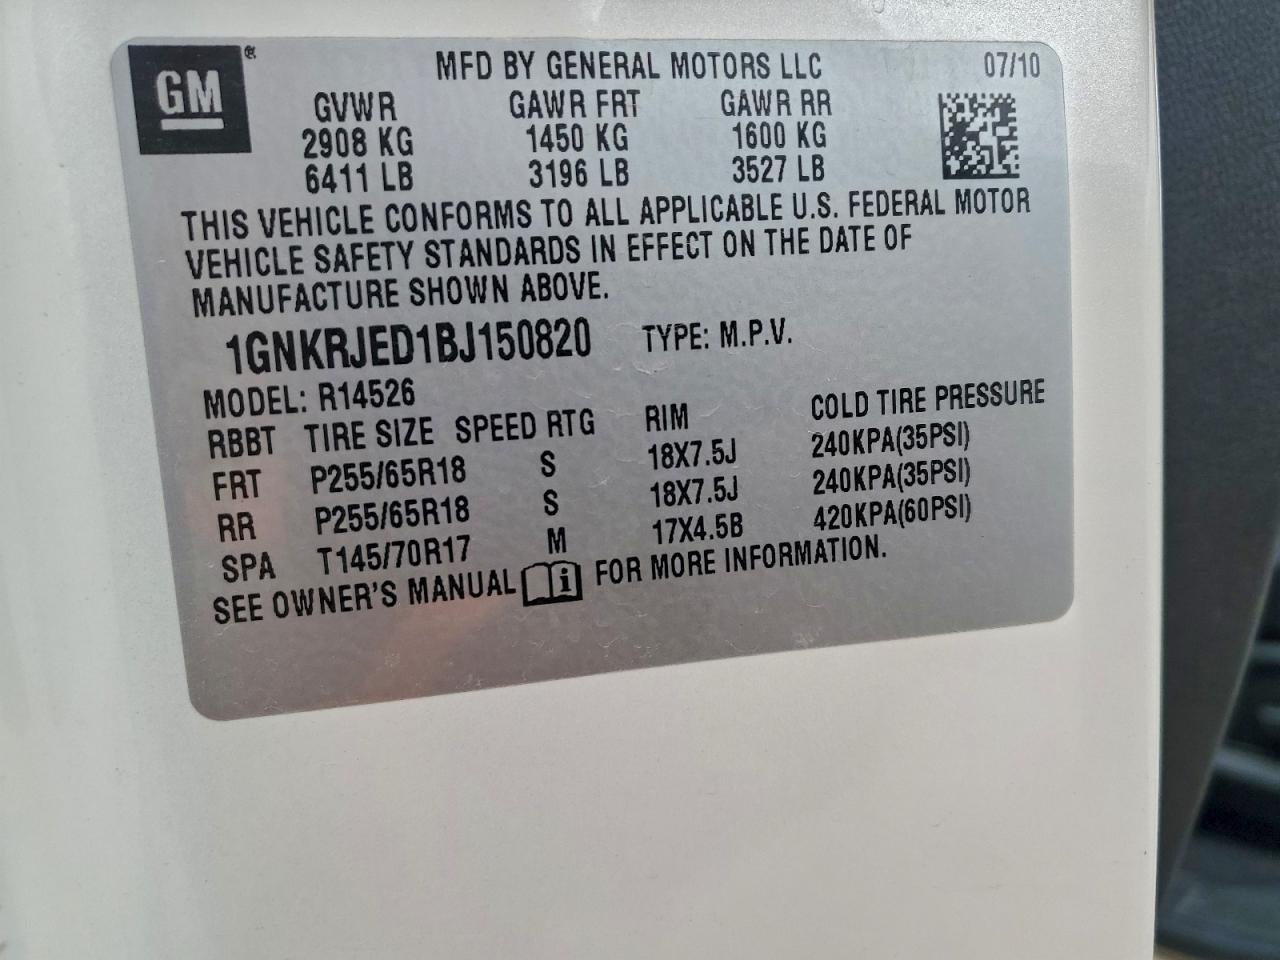 GM ®
MFD BY GENERAL MOTORS LLC 07/10
GVWR GAWR FRT GAWR RR
2908 KG 1450 KG 1600 KG
6411 LB 3196 LB 3527 LB
THIS VEHICLE CONFORMS TO ALL APPLICABLE U.S. FEDERAL MOTOR
VEHICLE SAFETY STANDARDS IN EFFECT ON THE DATE OF
MANUFACTURE SHOWN ABOVE.
1GNKRJED1BJ150820 TYPE: M.P.V.
MODEL: R14526
RBBT TIRE SIZE SPEED RTG RIM COLD TIRE PRESSURE
FRT P255/65R18 S 18X7.5J 240KPA(35PSI)
RR P255/65R18 S 18X7.5J 240KPA(35PSI)
SPA T145/70R17 M 17X4.5B 420KPA(60PSI)
SEE OWNER'S MANUAL i FOR MORE INFORMATION.